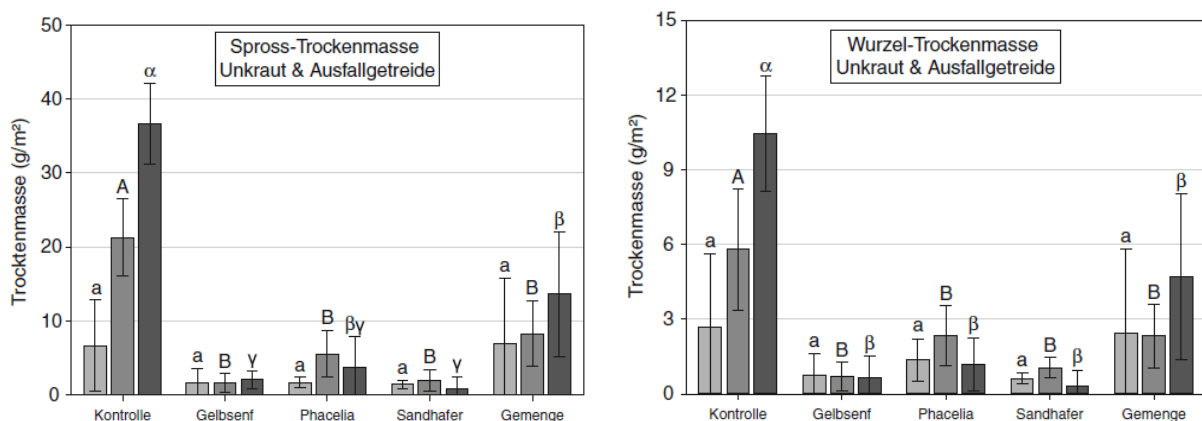 Spross-Trockenmasse
Unkraut & Ausfallgetreide
Trocktenmasse (g/m²)
50
40
30
20
10
0
a A α
a B γ
a B βγ
a B γ
a B β
Kontrolle Gelbsenf Phacelia Sandhafer Gemenge
Wurzel-Trockenmasse
Unkraut & Ausfallgetreide
Trockenmasse (g/m²)
15
12
9
6
3
0
a A α
a B β
a B β
a B β
a B β
Kontrolle Gelbsenf Phacelia Sandhafer Gemenge